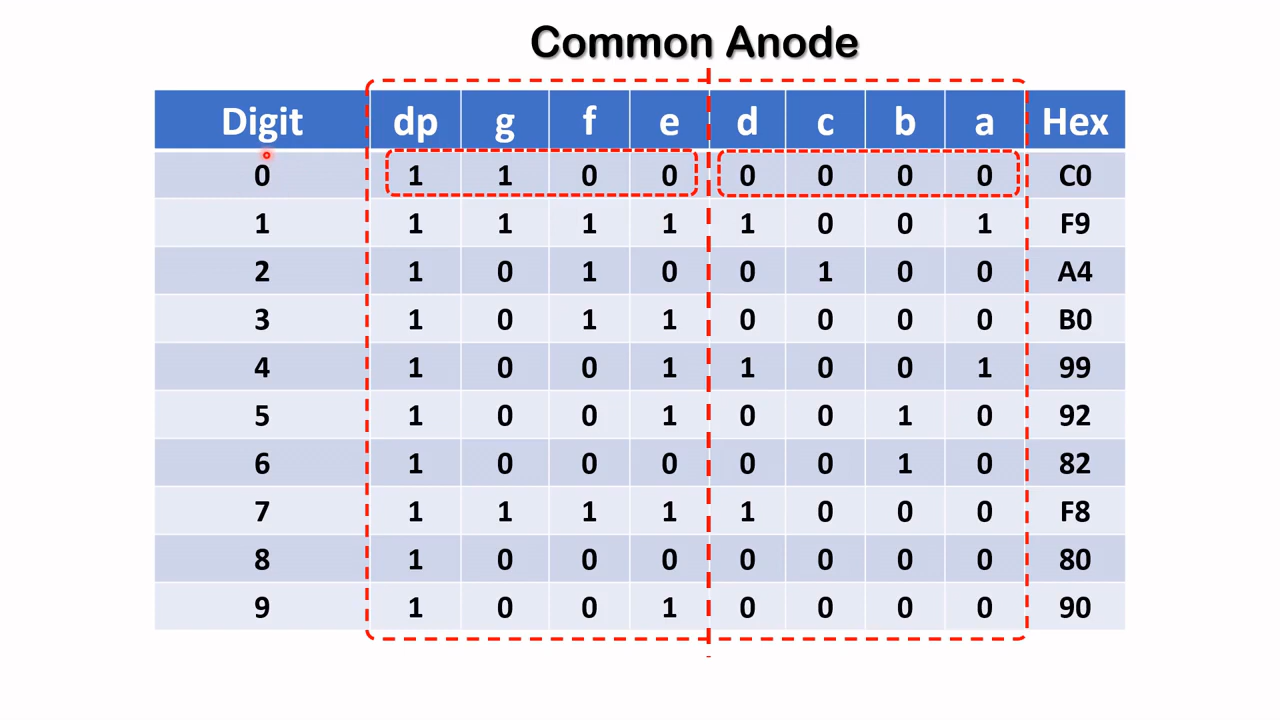 Common Anode
Digit dp g f e d c b a Hex
0 1 1 0 0 0 0 0 0 C0
1 1 1 1 1 1 0 0 1 F9
2 1 0 1 0 0 1 0 0 A4
3 1 0 1 1 0 0 0 0 B0
4 1 0 0 1 1 0 0 1 99
5 1 0 0 1 0 0 1 0 92
6 1 0 0 0 0 0 1 0 82
7 1 1 1 1 1 0 0 0 F8
8 1 0 0 0 0 0 0 0 80
9 1 0 0 1 0 0 0 0 90